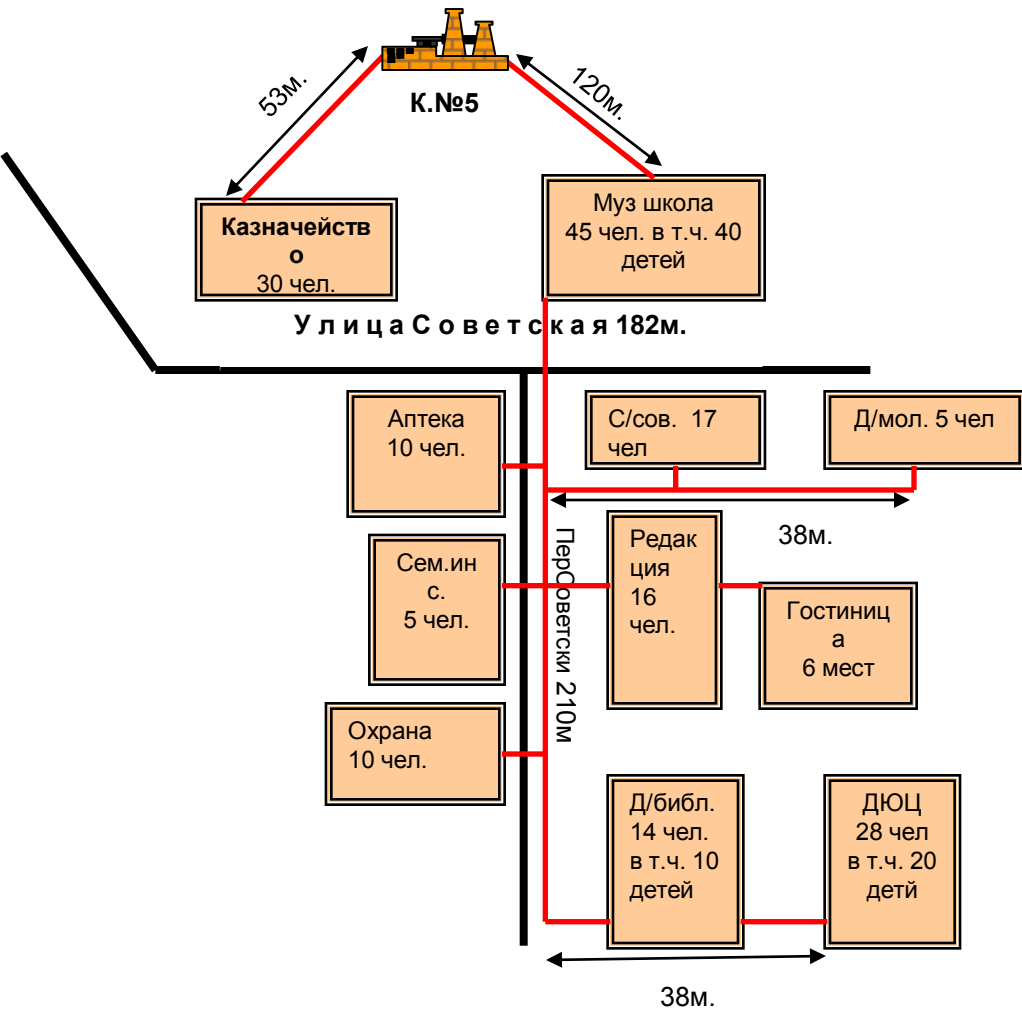 53м.
120м.
К.№5
Казначейств
о
30 чел.
Муз школа
45 чел. в т.ч. 40
детей
У л и ц а С о в е т с к а я 182м.
Аптека
10 чел.
С/сов. 17
чел
Д/мол. 5 чел
38м.
ПерСоветски 210м
Сем.ин
с.
5 чел.
Редак
ция
16
чел.
Гостиниц
а
6 мест
Охрана
10 чел.
Д/библ.
14 чел.
в т.ч. 10
детей
ДЮЦ
28 чел
в т.ч. 20
детй
38м.